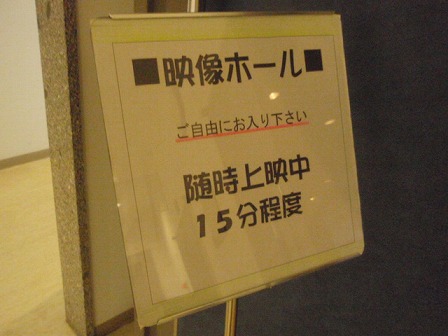 ■映像ホール■
ご自由にお入り下さい
随時上映中
15分程度